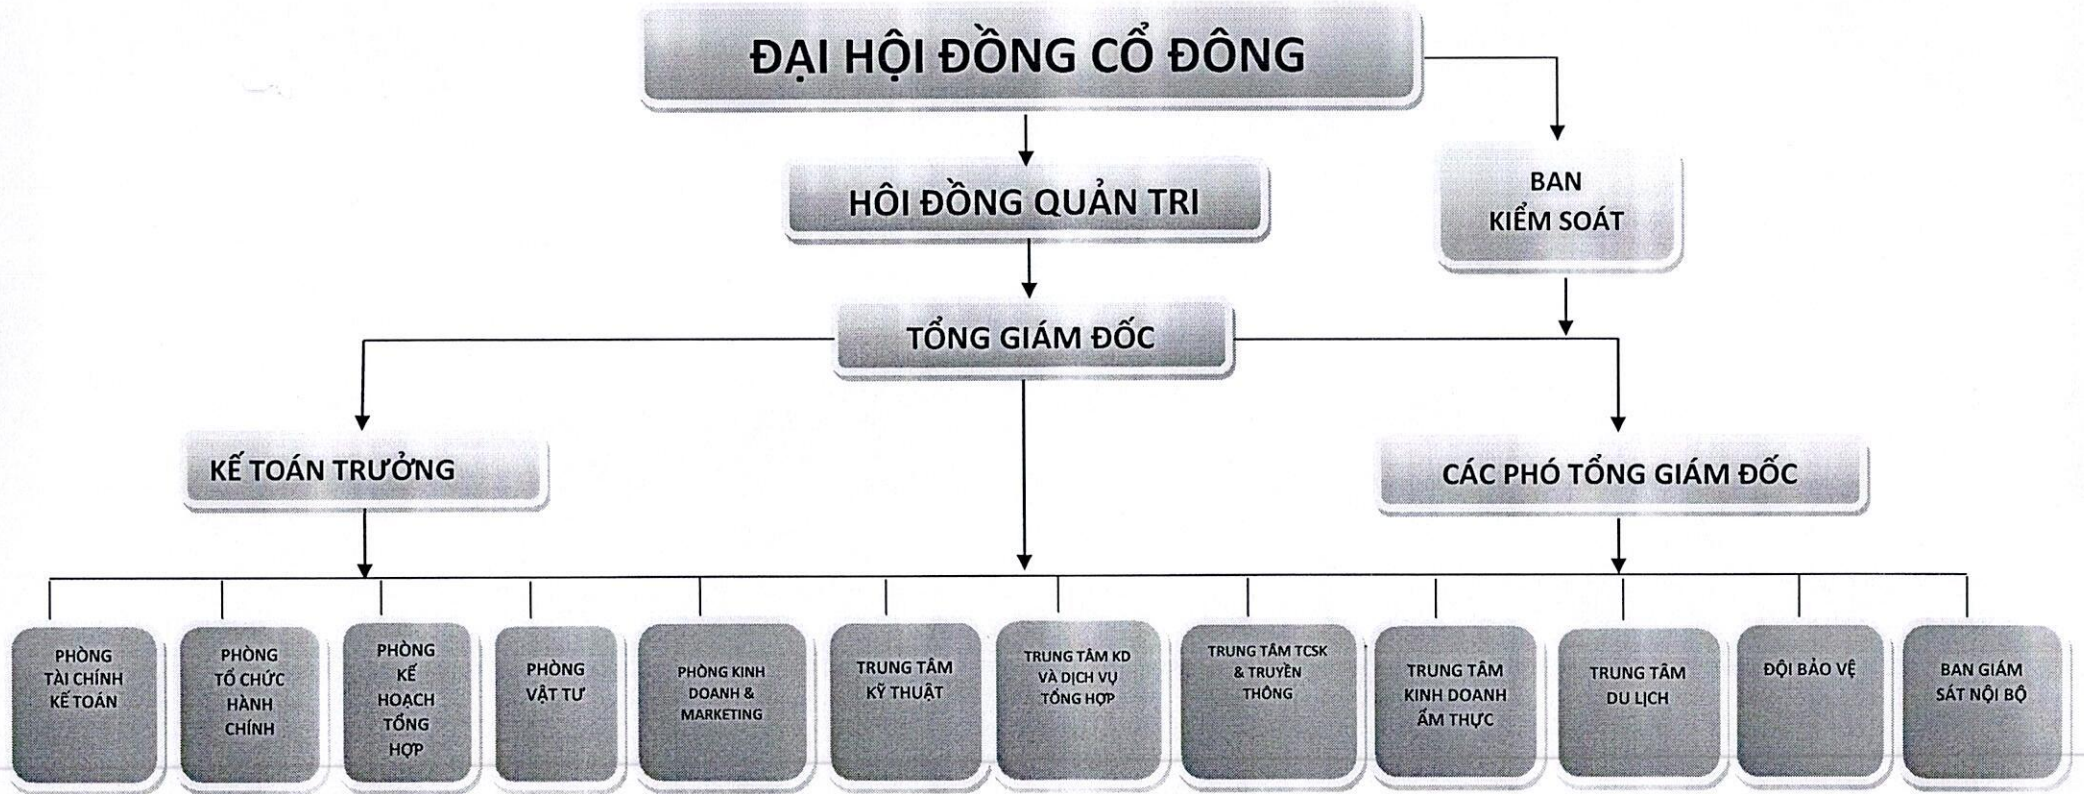 ĐẠI HỘI ĐỒNG CỔ ĐÔNG
HÔI ĐỒNG QUẢN TRI
BAN
KIỂM SOÁT
TỔNG GIÁM ĐỐC
KẾ TOÁN TRƯỞNG
CÁC PHÓ TỔNG GIÁM ĐỐC
PHÒNG
TÀI CHÍNH
KẾ TOÁN
PHÒNG
TỔ CHỨC
HÀNH
CHÍNH
PHÒNG
KẾ
HOẠCH
TỔNG
HỢP
PHÒNG
VẬT TƯ
PHÒNG KINH
DOANH &
MARKETING
TRUNG TÂM
KỸ THUẬT
TRUNG TÂM KD
VÀ DỊCH VỤ
TỔNG HỢP
TRUNG TÂM TCSK
& TRUYỀN
THÔNG
TRUNG TÂM
KINH DOANH
ẨM THỰC
TRUNG TÂM
DU LỊCH
ĐỘI BẢO VỆ
BAN GIÁM
SÁT NỘI BỘ